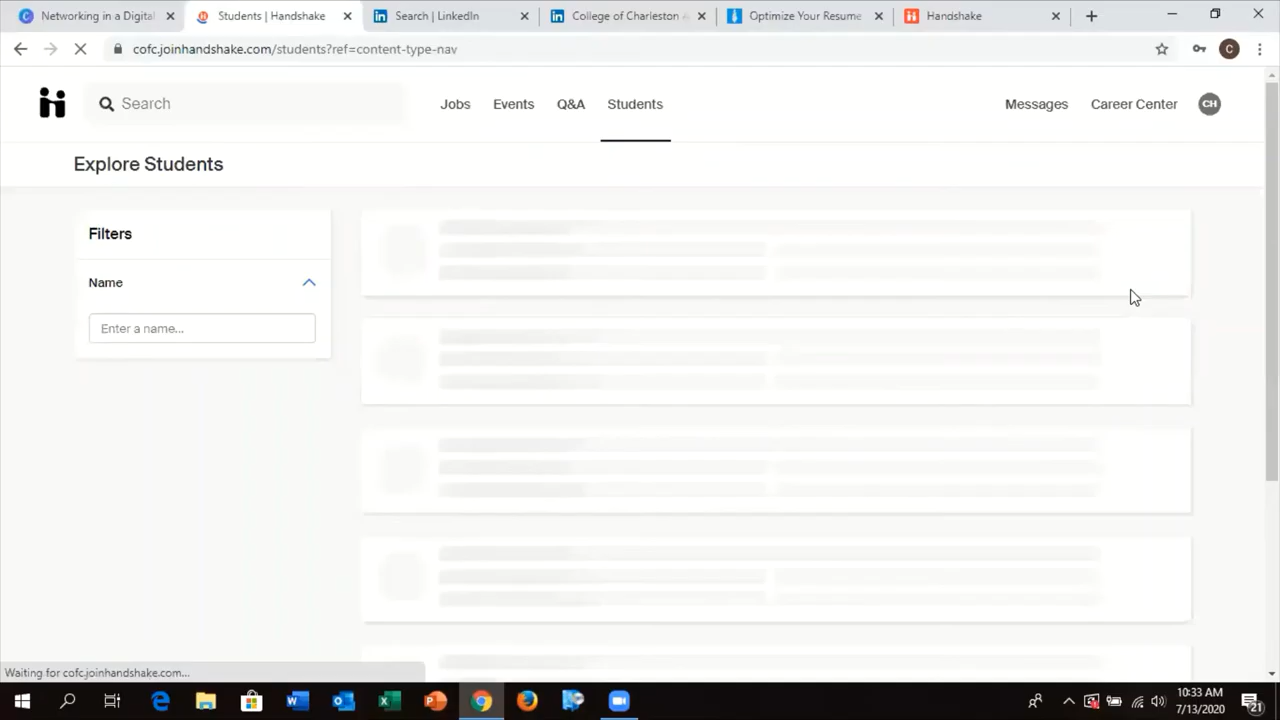 Networking in a Digital
Students | Handshake
Search | LinkedIn
College of Charleston
Optimize Your Resume
Handshake
cofc.joinhandshake.com/students?ref=content-type-nav
C
Search
Jobs
Events
Q&A
Students
Messages
Career Center
CH
Explore Students
Filters
Name
Enter a name...
Waiting for cofc.joinhandshake.com...
10:33 AM
7/13/2020
21